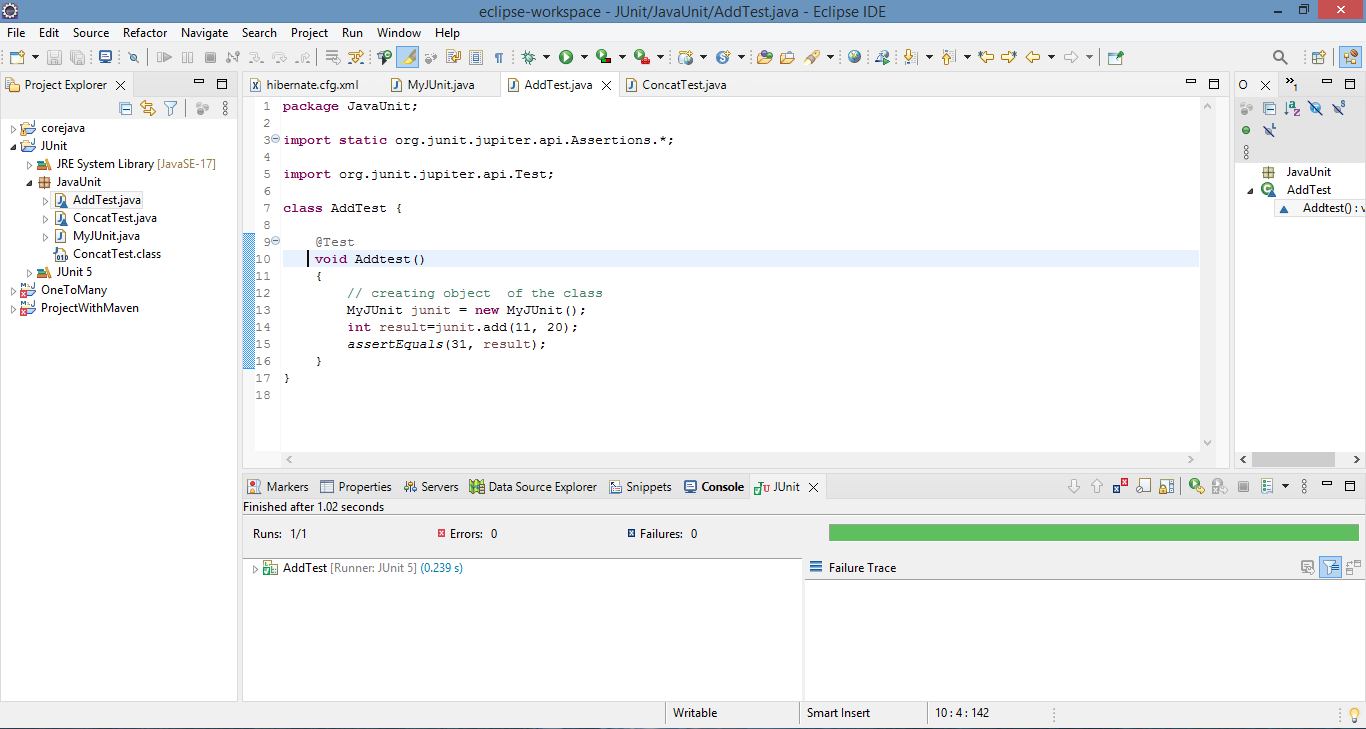 eclipse-workspace - JUnit/JavaUnit/AddTest.java - Eclipse IDE
File Edit Source Refactor Navigate Search Project Run Window Help
Project Explorer
corejava
JUnit
JRE System Library [JavaSE-17]
JavaUnit
AddTest.java
ConcatTest.java
MyJUnit.java
ConcatTest.class
JUnit 5
OneToMany
ProjectWithMaven
hibernate.cfg.xml MyJUnit.java AddTest.java ConcatTest.java
1 package JavaUnit;
2
3 import static org.junit.jupiter.api.Assertions.*;
4
5 import org.junit.jupiter.api.Test;
6
7 class AddTest {
8
9 @Test
10 void Addtest()
11 {
12 // creating object  of the class
13 MyJUnit junit = new MyJUnit();
14 int result=junit.add(11, 20);
15 assertEquals(31, result);
16 }
17 }
18
O
1
JavaUnit
AddTest
Addtest() : v
Markers Properties Servers Data Source Explorer Snippets Console JUnit
Finished after 1.02 seconds
Runs: 1/1 Errors: 0 Failures: 0
AddTest [Runner: JUnit 5] (0.239 s)
Failure Trace
Writable Smart Insert 10 : 4 : 142